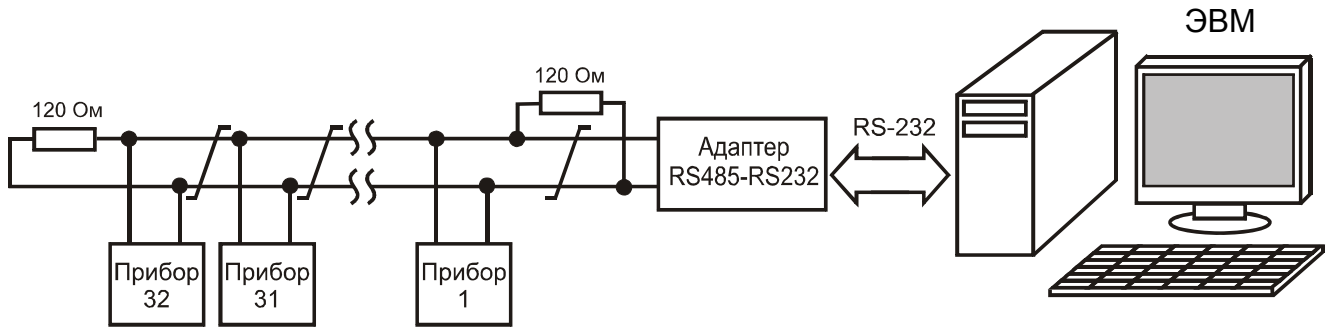 ЭВМ
120 Ом
120 Ом
RS-232
Адаптер
RS485-RS232
Прибор
32
Прибор
31
Прибор
1